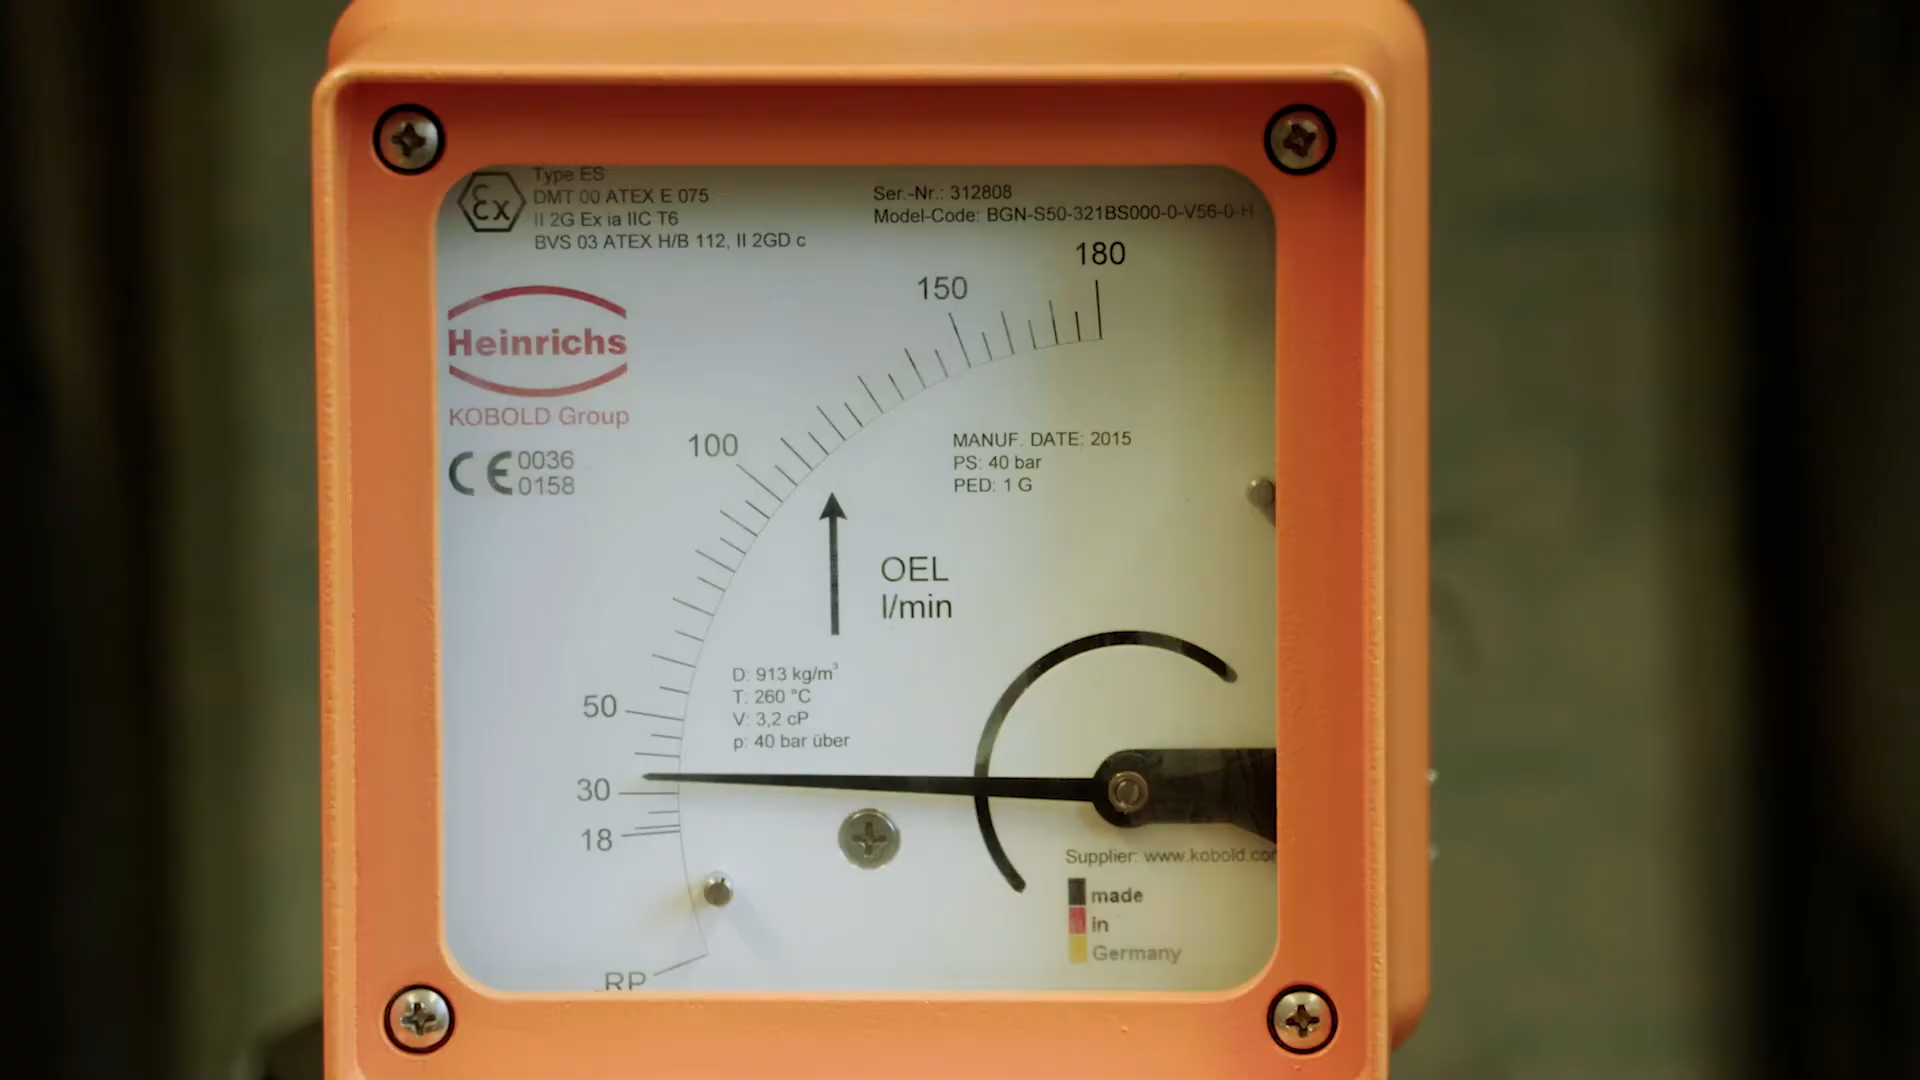 Type ES
DMT 00 ATEX E 075
II 2G Ex ia IIC T6
BVS 03 ATEX H/B 112, II 2GD c
Ser.-Nr.: 312808
Model-Code: BGN-S50-321BS000-0-V56-0-H
εx
180
150
Heinrichs
KOBOLD Group
CE 0036
0158
100
MANUF. DATE: 2015
PS: 40 bar
PED: 1 G
OEL
l/min
D: 913 kg/m³
T: 260 °C
V: 3,2 cP
p: 40 bar über
50
30
18
Supplier: www.kobold.com
made
in
Germany
RP